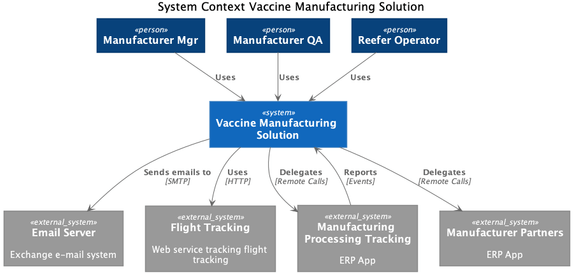 System Context Vaccine Manufacturing Solution
«person»
Manufacturer Mgr
«person»
Manufacturer QA
«person»
Reefer Operator
Uses
Uses
Uses
«system»
Vaccine Manufacturing
Solution
Sends emails to
[SMTP]
Uses
[HTTP]
Delegates
[Remote Calls]
Reports
[Events]
Delegates
[Remote Calls]
«external_system»
Email Server
Exchange e-mail system
«external_system»
Flight Tracking
Web service tracking flight
tracking
«external_system»
Manufacturing
Processing Tracking
ERP App
«external_system»
Manufacturer Partners
ERP App